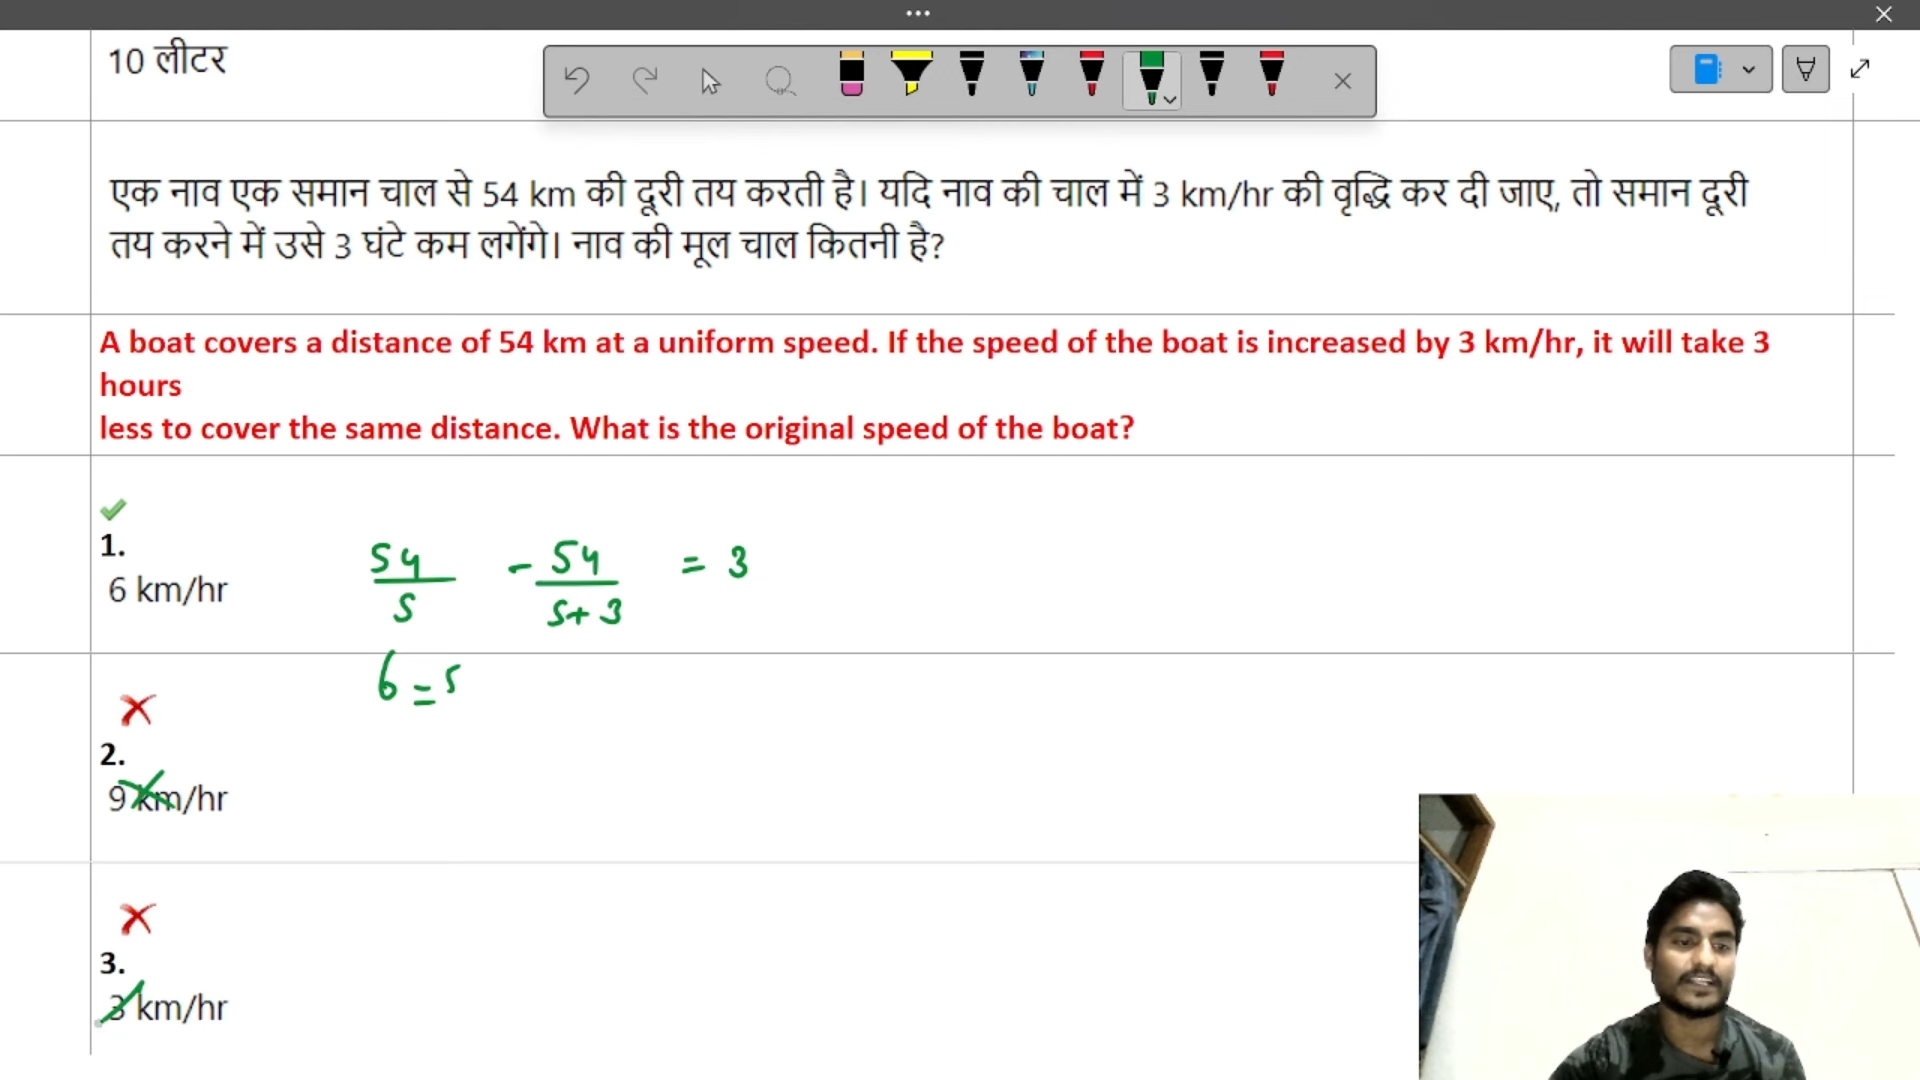 10 लीटर
एक नाव एक समान चाल से 54 km की दूरी तय करती है। यदि नाव की चाल में 3 km/hr की वृद्धि कर दी जाए, तो समान दूरी
तय करने में उसे 3 घंटे कम लगेंगे। नाव की मूल चाल कितनी है?
A boat covers a distance of 54 km at a uniform speed. If the speed of the boat is increased by 3 km/hr, it will take 3
hours
less to cover the same distance. What is the original speed of the boat?
1.
6 km/hr
54/S - 54/S+3 = 3
6 = S
2.
9 km/hr
3.
3 km/hr